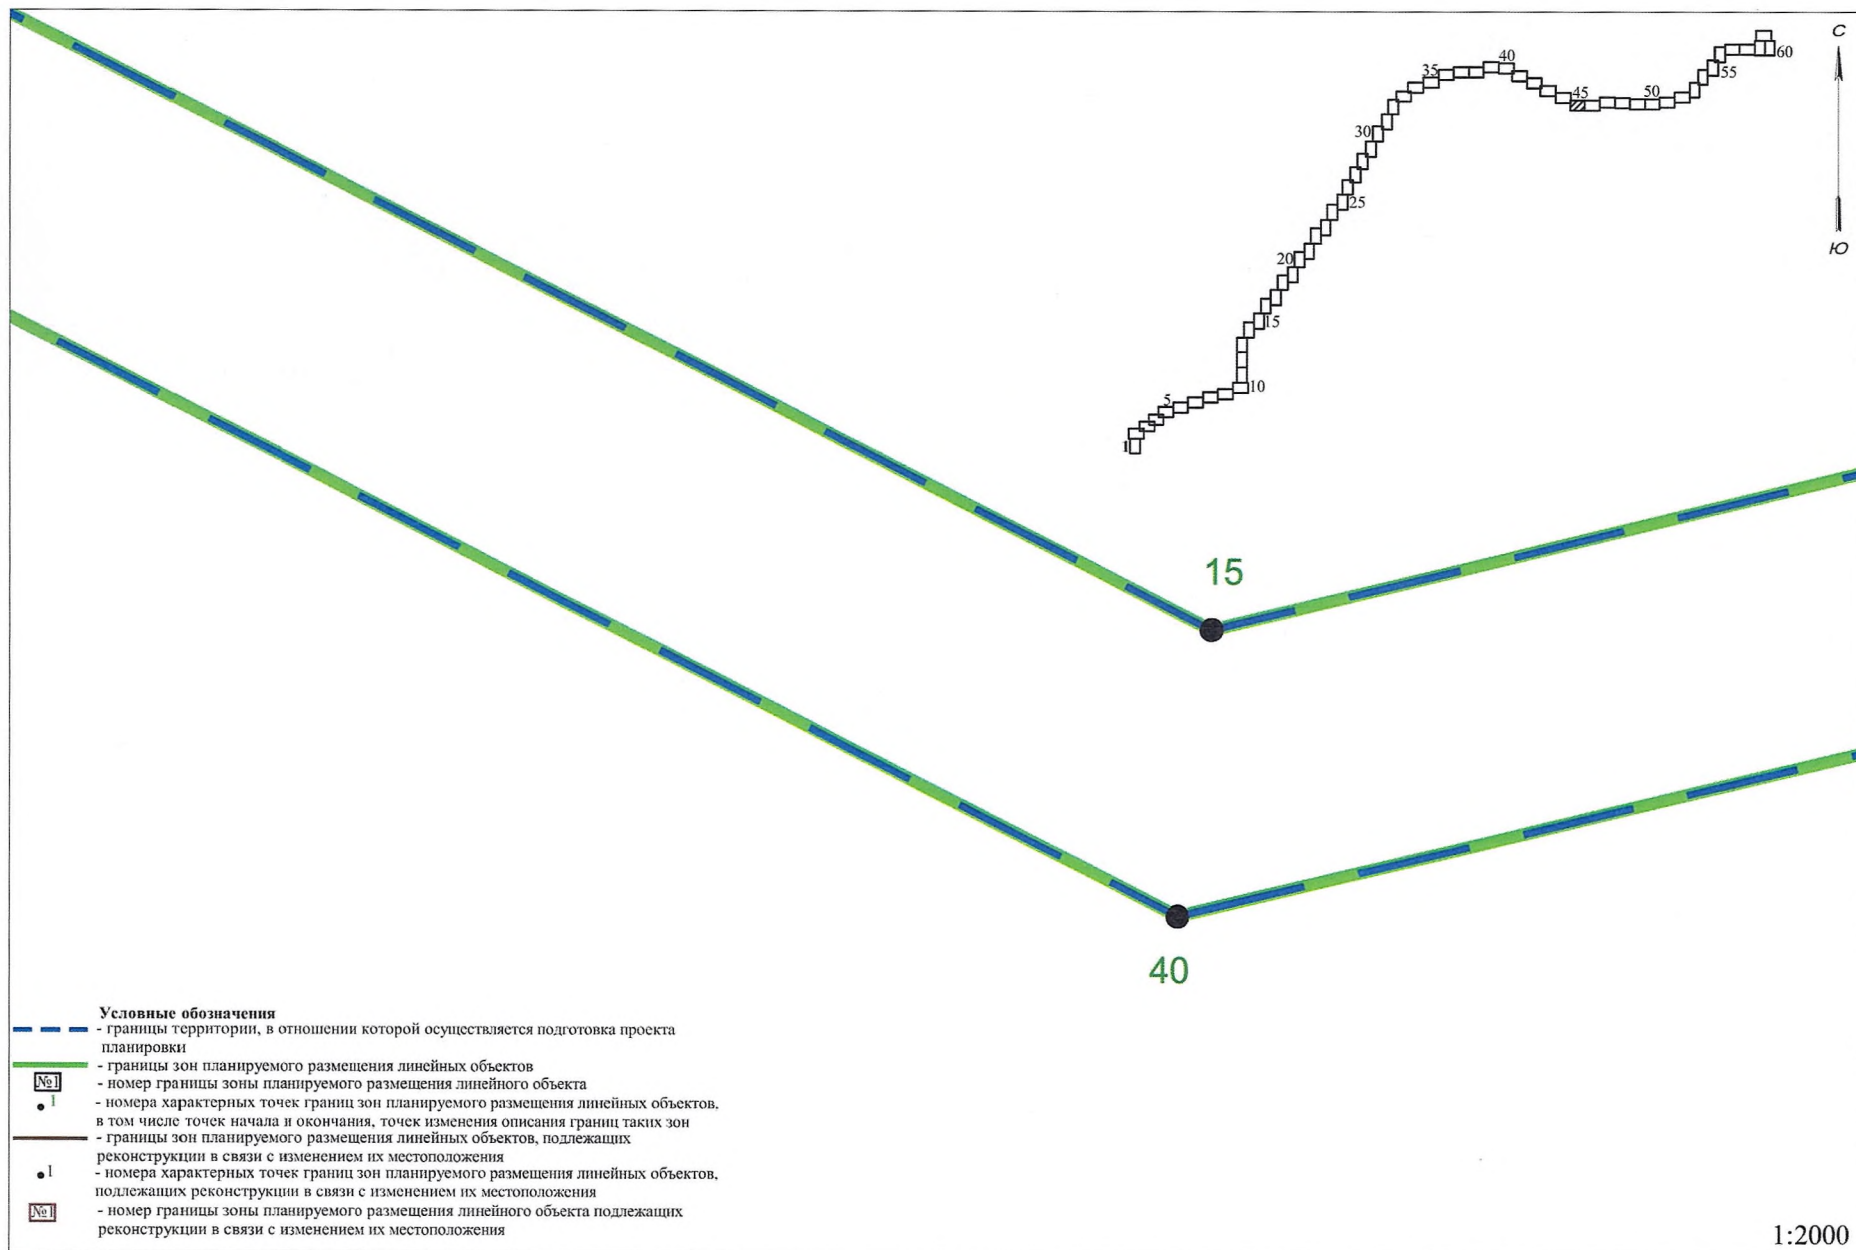 С
Ю
60
55
50
45
40
35
30
25
20
15
10
5
1
15
40
Условные обозначения
- границы территории, в отношении которой осуществляется подготовка проекта
планировки
- границы зон планируемого размещения линейных объектов
№1 - номер границы зоны планируемого размещения линейного объекта
1 - номера характерных точек границ зон планируемого размещения линейных объектов,
в том числе точек начала и окончания, точек изменения описания границ таких зон
- границы зон планируемого размещения линейных объектов, подлежащих
реконструкции в связи с изменением их местоположения
1 - номера характерных точек границ зон планируемого размещения линейных объектов,
подлежащих реконструкции в связи с изменением их местоположения
№1 - номер границы зоны планируемого размещения линейного объекта подлежащих
реконструкции в связи с изменением их местоположения
1:2000